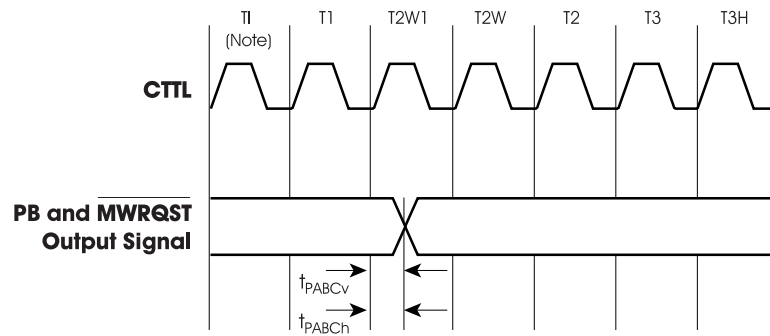 TI T1 T2W1 T2W T2 T3 T3H
(Note)
CTTL
PB and MWRQST
Output Signal
tPABCv
tPABCh